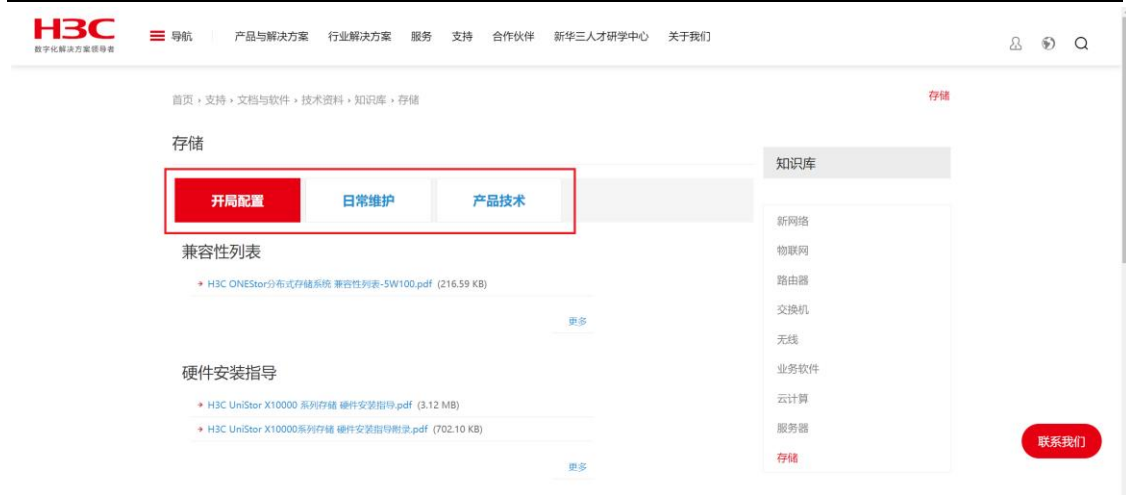 H3C
数字化解决方案领导者
导航 产品与解决方案 行业解决方案 服务 支持 合作伙伴 新华三人才研学中心 关于我们
首页 › 支持 › 文档与软件 › 技术资料 › 知识库 › 存储
存储
存储
开局配置 日常维护 产品技术
兼容性列表
H3C ONEStor分布式存储系统 兼容性列表-5W100.pdf (216.59 KB)
更多
硬件安装指导
H3C UniStor X10000 系列存储 硬件安装指导.pdf (3.12 MB)
H3C UniStor X10000系列存储 硬件安装指导附录.pdf (702.10 KB)
更多
知识库
新网络
物联网
路由器
交换机
无线
业务软件
云计算
服务器
存储
联系我们